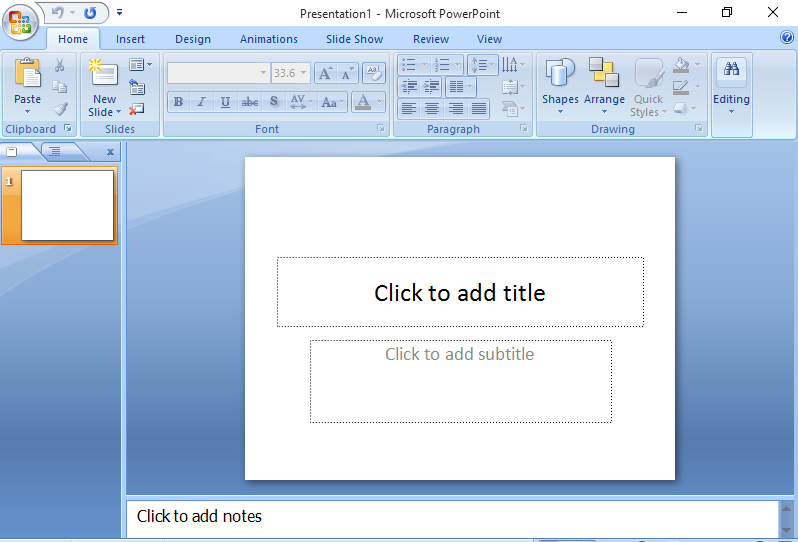 Presentation1 - Microsoft PowerPoint
Home Insert Design Animations Slide Show Review View
Paste
New Slide
33.6
B I U abc S AV Aa A
Shapes Arrange Quick Styles
Editing
Clipboard Slides Font Paragraph Drawing
1
Click to add title
Click to add subtitle
Click to add notes